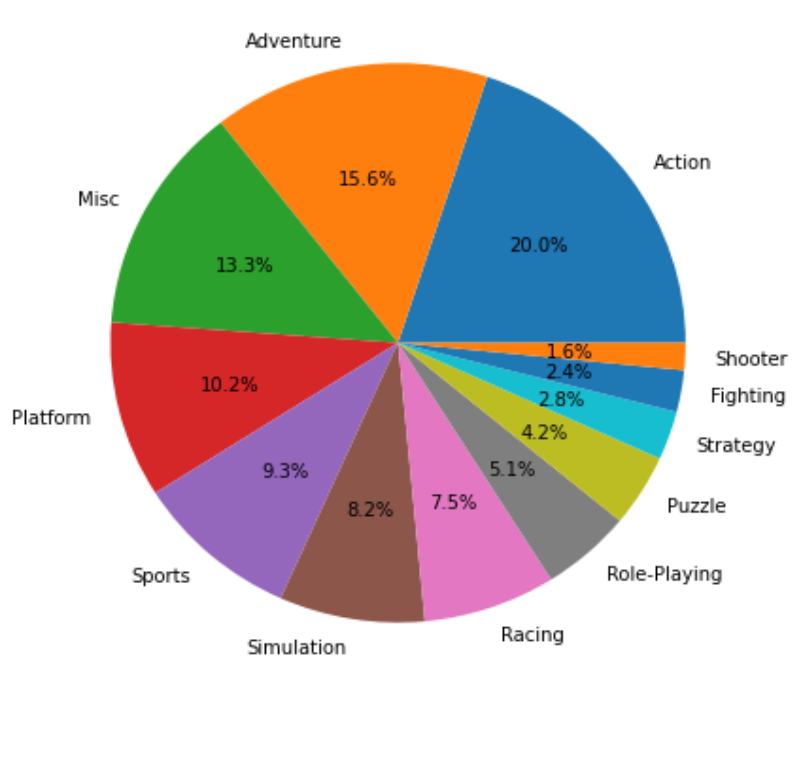 Adventure
Action
15.6%
Misc
20.0%
13.3%
1.6%
Shooter
2.4%
10.2%
Fighting
2.8%
Platform
4.2%
Strategy
9.3%
5.1%
7.5%
Puzzle
8.2%
Sports
Role-Playing
Racing
Simulation